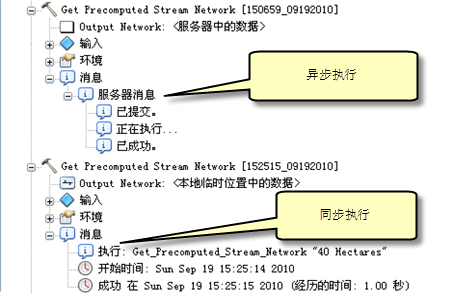 Get Precomputed Stream Network [150659_09192010]
Output Network: <服务器中的数据>
输入
环境
消息
服务器消息
已提交。
正在执行...
已成功。
异步执行
Get Precomputed Stream Network [152515_09192010]
Output Network: <本地临时位置中的数据>
输入
环境
消息
执行: Get_Precomputed_Stream_Network "40 Hectares"
开始时间: Sun Sep 19 15:25:14 2010
成功 在 Sun Sep 19 15:25:15 2010 (经历的时间: 1.00 秒)
同步执行